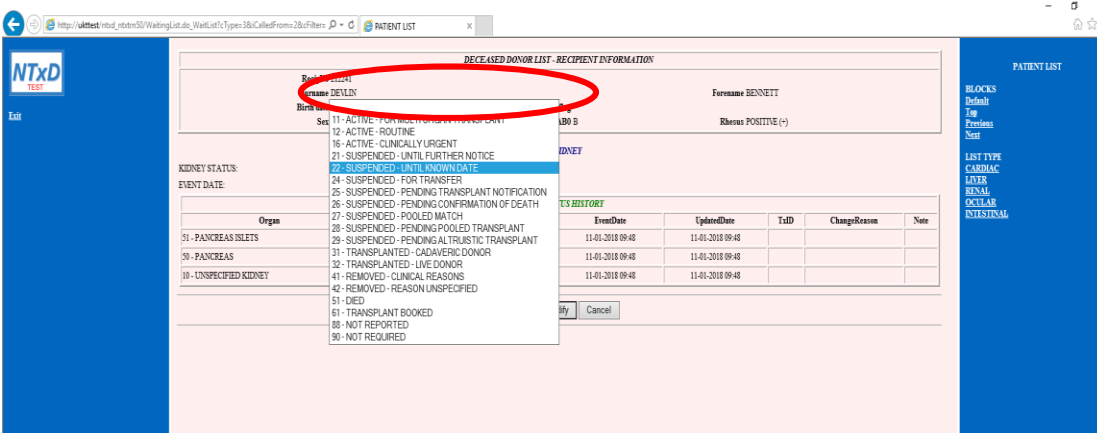 http://ukttest/ntxd_ntxtrn50/WaitingList.do_WaitList?cType=3&iCalledFrom=2&cFilter=
PATIENT LIST
NTxD
TEST
Exit
DECEASED DONOR LIST - RECIPIENT INFORMATION
Surname DEVLIN Forename BENNETT
Sex AB0 B Rhesus POSITIVE (+)
KIDNEY
KIDNEY STATUS:
EVENT DATE:
11 - ACTIVE - FOR MULTI ORGAN TRANSPLANT
12 - ACTIVE - ROUTINE
16 - ACTIVE - CLINICALLY URGENT
21 - SUSPENDED - UNTIL FURTHER NOTICE
22 - SUSPENDED - UNTIL KNOWN DATE
24 - SUSPENDED - FOR TRANSFER
25 - SUSPENDED - PENDING TRANSPLANT NOTIFICATION
26 - SUSPENDED - PENDING CONFIRMATION OF DEATH
27 - SUSPENDED - POOLED MATCH
28 - SUSPENDED - PENDING POOLED TRANSPLANT
29 - SUSPENDED - PENDING ALTRUISTIC TRANSPLANT
31 - TRANSPLANTED - CADAVERIC DONOR
32 - TRANSPLANTED - LIVE DONOR
41 - REMOVED - CLINICAL REASONS
42 - REMOVED - REASON UNSPECIFIED
51 - DIED
61 - TRANSPLANT BOOKED
88 - NOT REPORTED
90 - NOT REQUIRED
HISTORY
Organ EventDate UpdatedDate TxID ChangeReason Note
51 - PANCREAS ISLETS 11-01-2018 09:48 11-01-2018 09:48
50 - PANCREAS 11-01-2018 09:48 11-01-2018 09:48
10 - UNSPECIFIED KIDNEY 11-01-2018 09:48 11-01-2018 09:48
Cancel
PATIENT LIST
BLOCKS
Default
Top
Previous
Next
LIST TYPE
CARDIAC
LIVER
RENAL
OCULAR
INTESTINAL